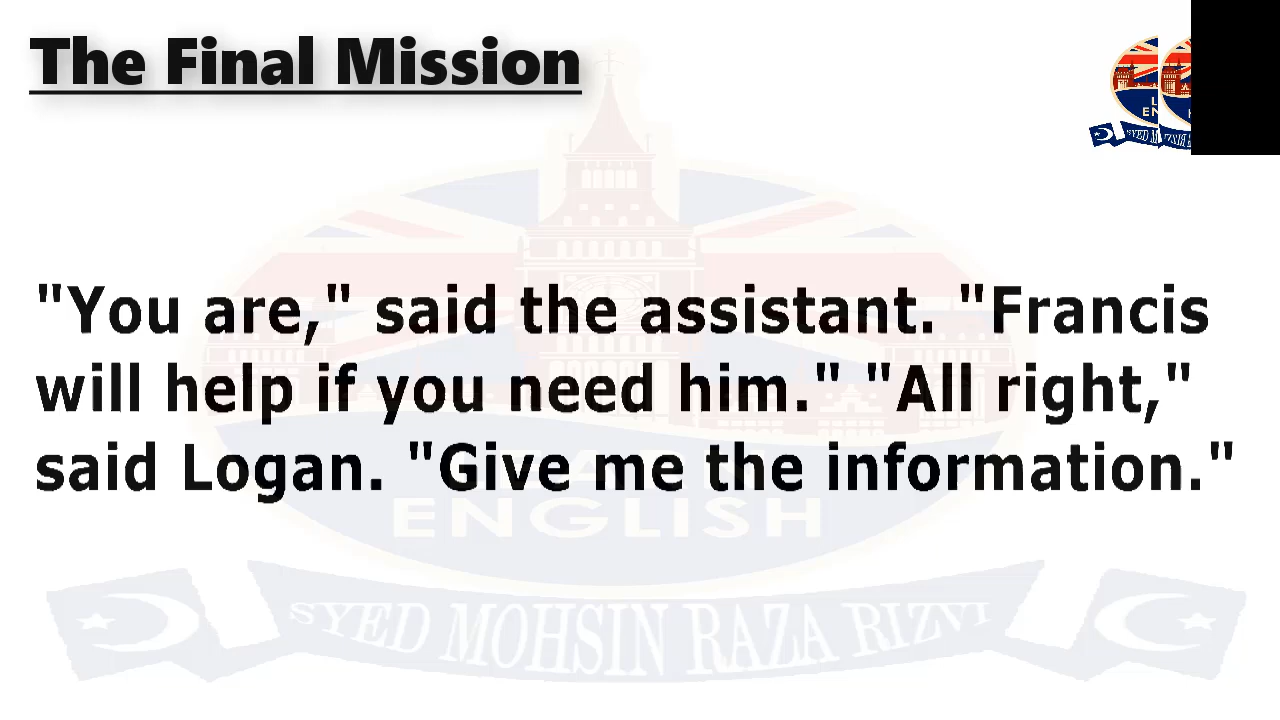 The Final Mission
"You are," said the assistant. "Francis
will help if you need him." "All right,"
said Logan. "Give me the information."
ENGLISH
SYED MOHSIN RAZA RIZVI